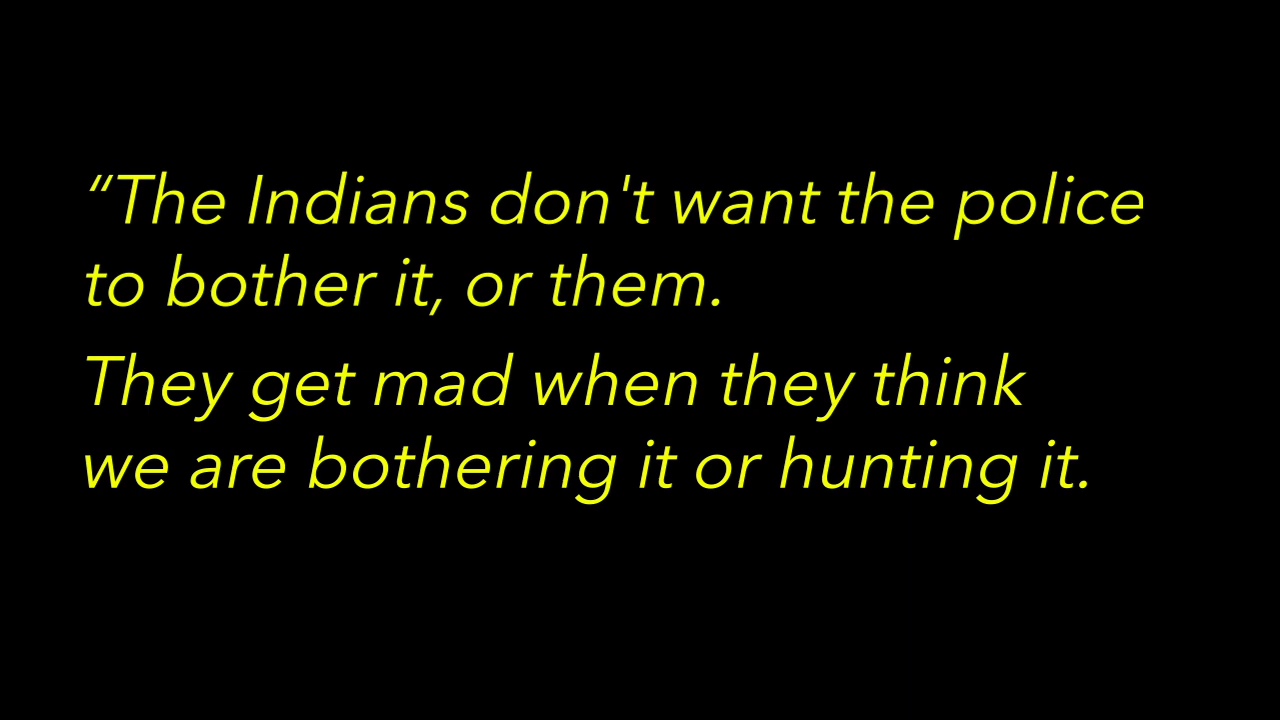 “The Indians don't want the police
to bother it, or them.
They get mad when they think
we are bothering it or hunting it.